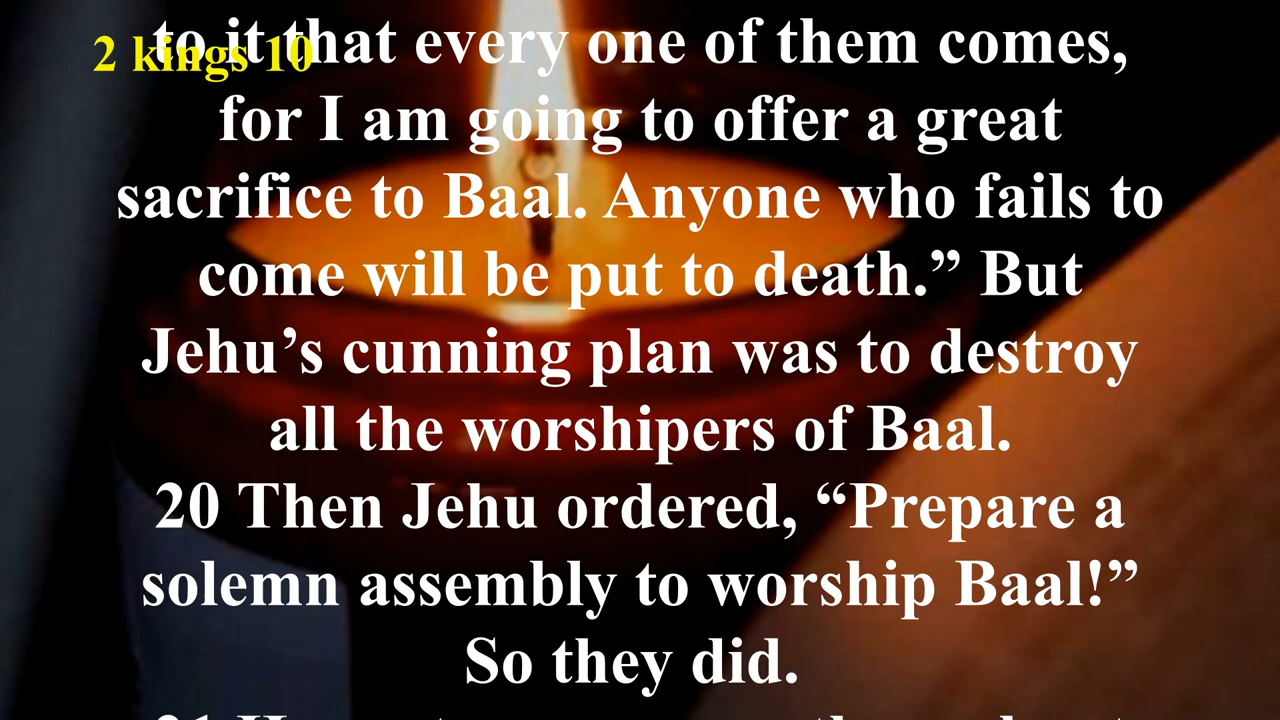 2 kings 10
to it that every one of them comes,
for I am going to offer a great
sacrifice to Baal. Anyone who fails to
come will be put to death.” But
Jehu’s cunning plan was to destroy
all the worshipers of Baal.
20 Then Jehu ordered, “Prepare a
solemn assembly to worship Baal!”
So they did.